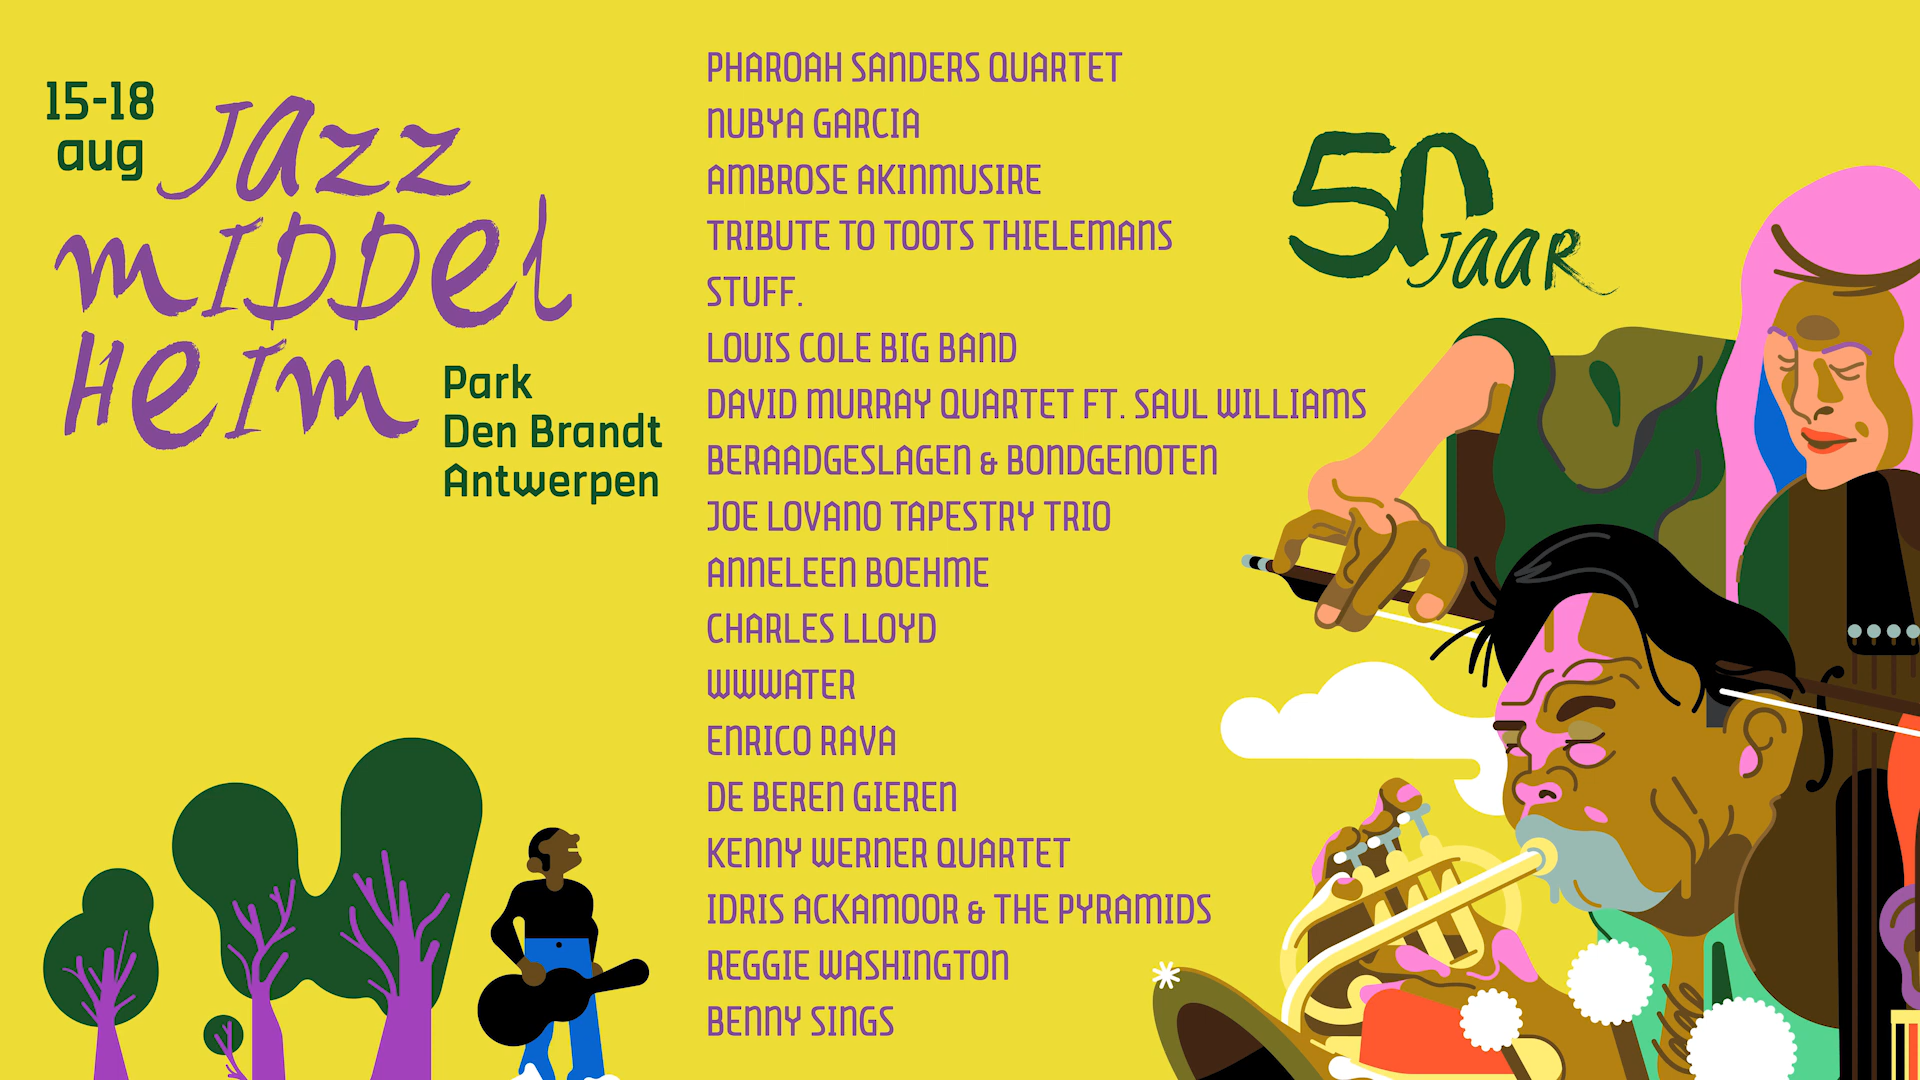 15-18
aug
Jazz
MIDDel
HeIm
Park
Den Brandt
Antwerpen
PHAROAH SANDERS QUARTET
NUBYA GARCIA
AMBROSE AKINMUSIRE
TRIBUTE TO TOOTS THIELEMANS
STUFF.
LOUIS COLE BIG BAND
DAVID MURRAY QUARTET FT. SAUL WILLIAMS
BERAADGESLAGEN & BONDGENOTEN
JOE LOVANO TAPESTRY TRIO
ANNELEEN BOEHME
CHARLES LLOYD
WWWATER
ENRICO RAVA
DE BEREN GIEREN
KENNY WERNER QUARTET
IDRIS ACKAMOOR & THE PYRAMIDS
REGGIE WASHINGTON
BENNY SINGS
50
JAAR